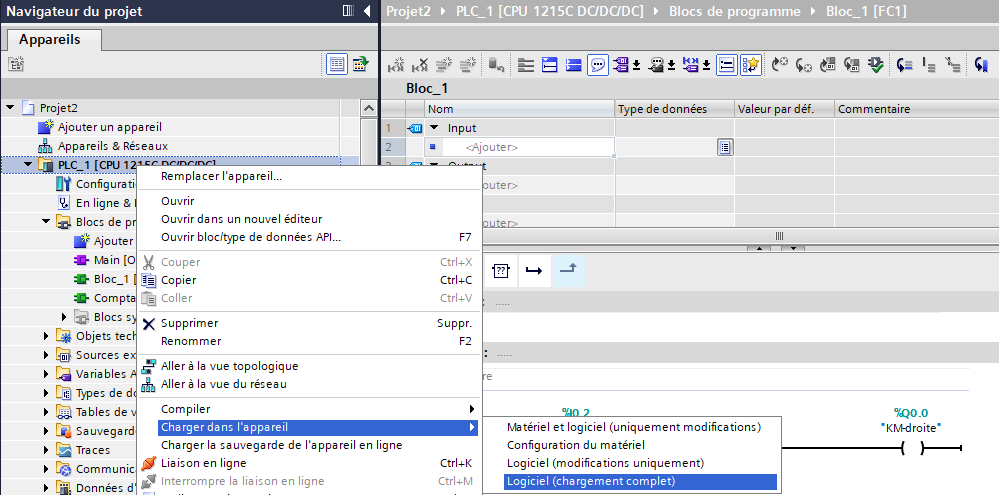 Navigateur du projet
Projet2 PLC_1 [CPU 1215C DC/DC/DC] Blocs de programme Bloc_1 [FC1]
Appareils
Bloc_1
Nom Type de données Valeur par déf. Commentaire
1 Input
2 <Ajouter>
3 Output
outer>
outer>
Projet2
Ajouter un appareil
Appareils & Réseaux
PLC_1 [CPU 1215C DC/DC/DC]
Configuratio
En ligne &
Blocs de pr
Ajouter
Main [O
Bloc_1 [
Compta
Blocs sy
Objets tech
Sources ex
Variables A
Types de do
Tables de v
Sauvegard
Traces
Communic
Données d'
Remplacer l'appareil...
Ouvrir
Ouvrir dans un nouvel éditeur
Ouvrir bloc/type de données API... F7
Couper Ctrl+X
Copier Ctrl+C
Coller Ctrl+V
Supprimer Suppr.
Renommer F2
Aller à la vue topologique
Aller à la vue du réseau
Compiler
Charger dans l'appareil
Charger la sauvegarde de l'appareil en ligne
Liaison en ligne Ctrl+K
Interrompre la liaison en ligne Ctrl+M
Matériel et logiciel (uniquement modifications)
Configuration du matériel
Logiciel (modifications uniquement)
Logiciel (chargement complet)
??
: .....
: .....
re
%I0.2 %Q0.0
"KM-droite"